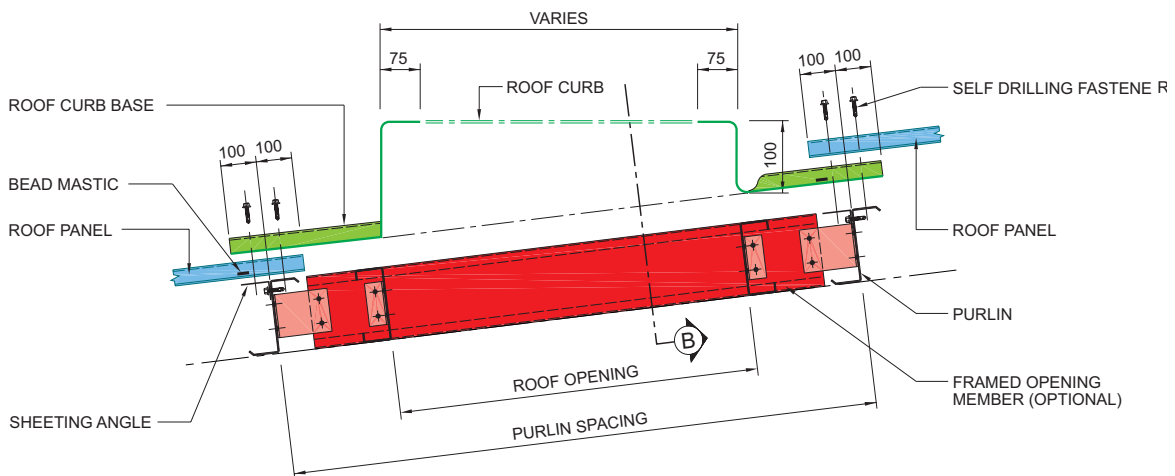 VARIES
75
75
100
100
ROOF CURB
SELF DRILLING FASTENE R
ROOF CURB BASE
100
100
100
BEAD MASTIC
ROOF PANEL
ROOF PANEL
B
PURLIN
ROOF OPENING
FRAMED OPENING
MEMBER (OPTIONAL)
SHEETING ANGLE
PURLIN SPACING